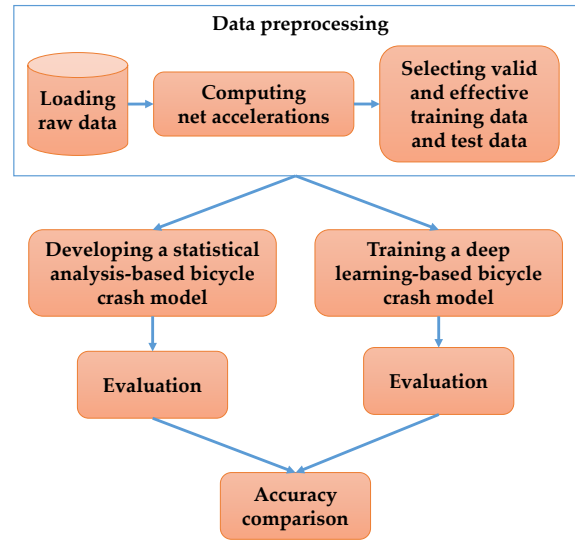 Data preprocessing
Loading
raw data
Computing
net accelerations
Selecting valid
and effective
training data
and test data
Developing a statistical
analysis-based bicycle
crash model
Training a deep
learning-based bicycle
crash model
Evaluation
Evaluation
Accuracy
comparison